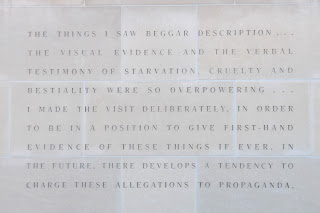 THE THINGS I SAW BEGGAR DESCRIPTION...
THE VISUAL EVIDENCE AND THE VERBAL
TESTIMONY OF STARVATION, CRUELTY AND
BESTIALITY WERE SO OVERPOWERING...
I MADE THE VISIT DELIBERATELY, IN ORDER
TO BE IN A POSITION TO GIVE FIRST-HAND
EVIDENCE OF THESE THINGS IF EVER, IN
THE FUTURE, THERE DEVELOPS A TENDENCY TO
CHARGE THESE ALLEGATIONS TO PROPAGANDA.